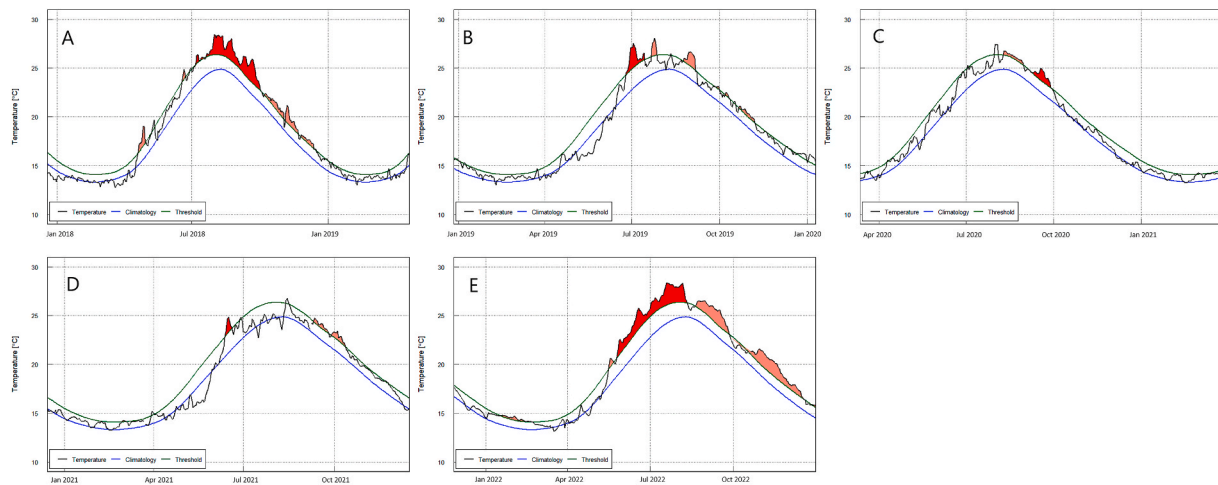 A
Temperature [°C]
30
25
20
15
10
Temperature Climatology Threshold
Jan 2018 Jul 2018 Jan 2019
B
Temperature [°C]
30
25
20
15
10
Temperature Climatology Threshold
Jan 2019 Apr 2019 Jul 2019 Oct 2019 Jan 2020
C
Temperature [°C]
30
25
20
15
10
Temperature Climatology Threshold
Apr 2020 Jul 2020 Oct 2020 Jan 2021
D
Temperature [°C]
30
25
20
15
10
Temperature Climatology Threshold
Jan 2021 Apr 2021 Jul 2021 Oct 2021
E
Temperature [°C]
30
25
20
15
10
Temperature Climatology Threshold
Jan 2022 Apr 2022 Jul 2022 Oct 2022